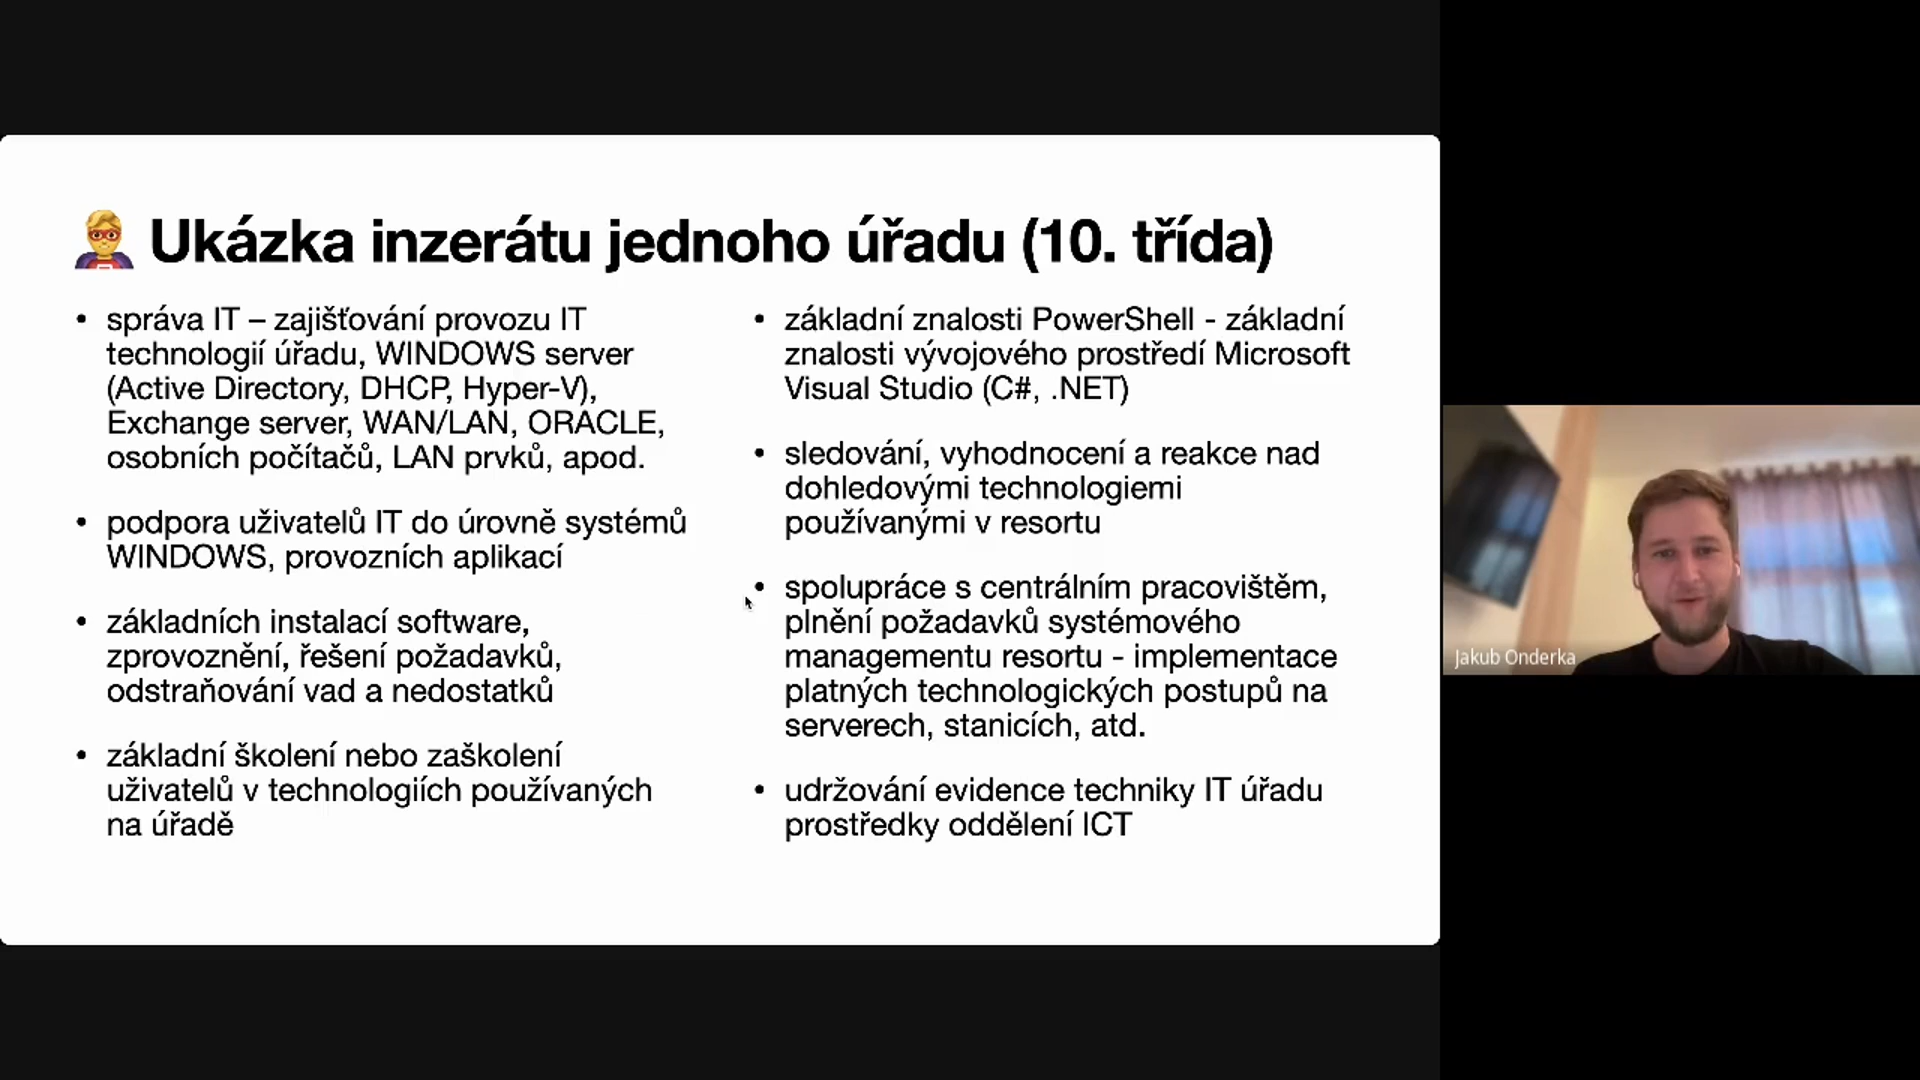 Ukázka inzerátu jednoho úřadu (10. třída)
• správa IT – zajišťování provozu IT
technologií úřadu, WINDOWS server
(Active Directory, DHCP, Hyper-V),
Exchange server, WAN/LAN, ORACLE,
osobních počítačů, LAN prvků, apod.
• podpora uživatelů IT do úrovně systémů
WINDOWS, provozních aplikací
• základních instalací software,
zprovoznění, řešení požadavků,
odstraňování vad a nedostatků
• základní školení nebo zaškolení
uživatelů v technologiích používaných
na úřadě
• základní znalosti PowerShell - základní
znalosti vývojového prostředí Microsoft
Visual Studio (C#, .NET)
• sledování, vyhodnocení a reakce nad
dohledovými technologiemi
používanými v resortu
• spolupráce s centrálním pracovištěm,
plnění požadavků systémového
managementu resortu - implementace
platných technologických postupů na
serverech, stanicích, atd.
• udržování evidence techniky IT úřadu
prostředky oddělení ICT
Jakub Onderka